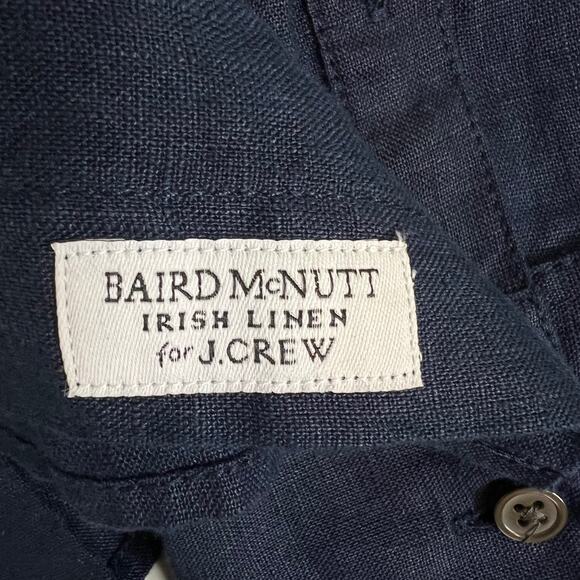 BAIRD McNUTT
IRISH LINEN
for J.CREW